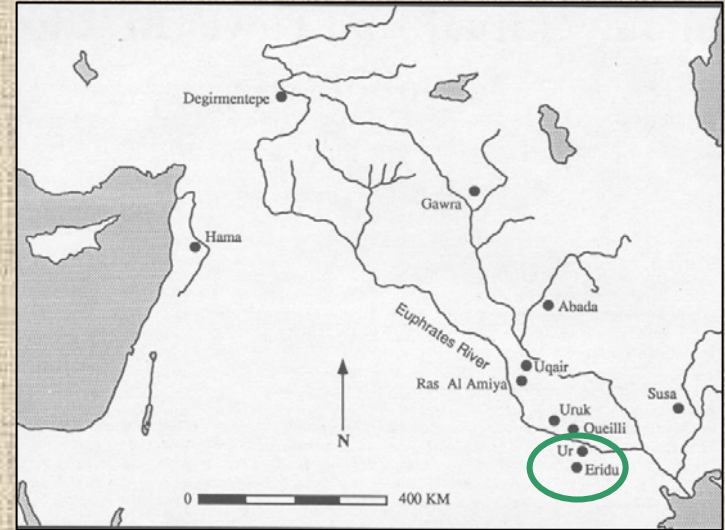 Degirmentepe
Gawra
Hama
Abada
Euphrates River
Uqair
Ras Al Amiya
Susa
Uruk
Oueilli
Ur
Eridu
N
0 400 KM